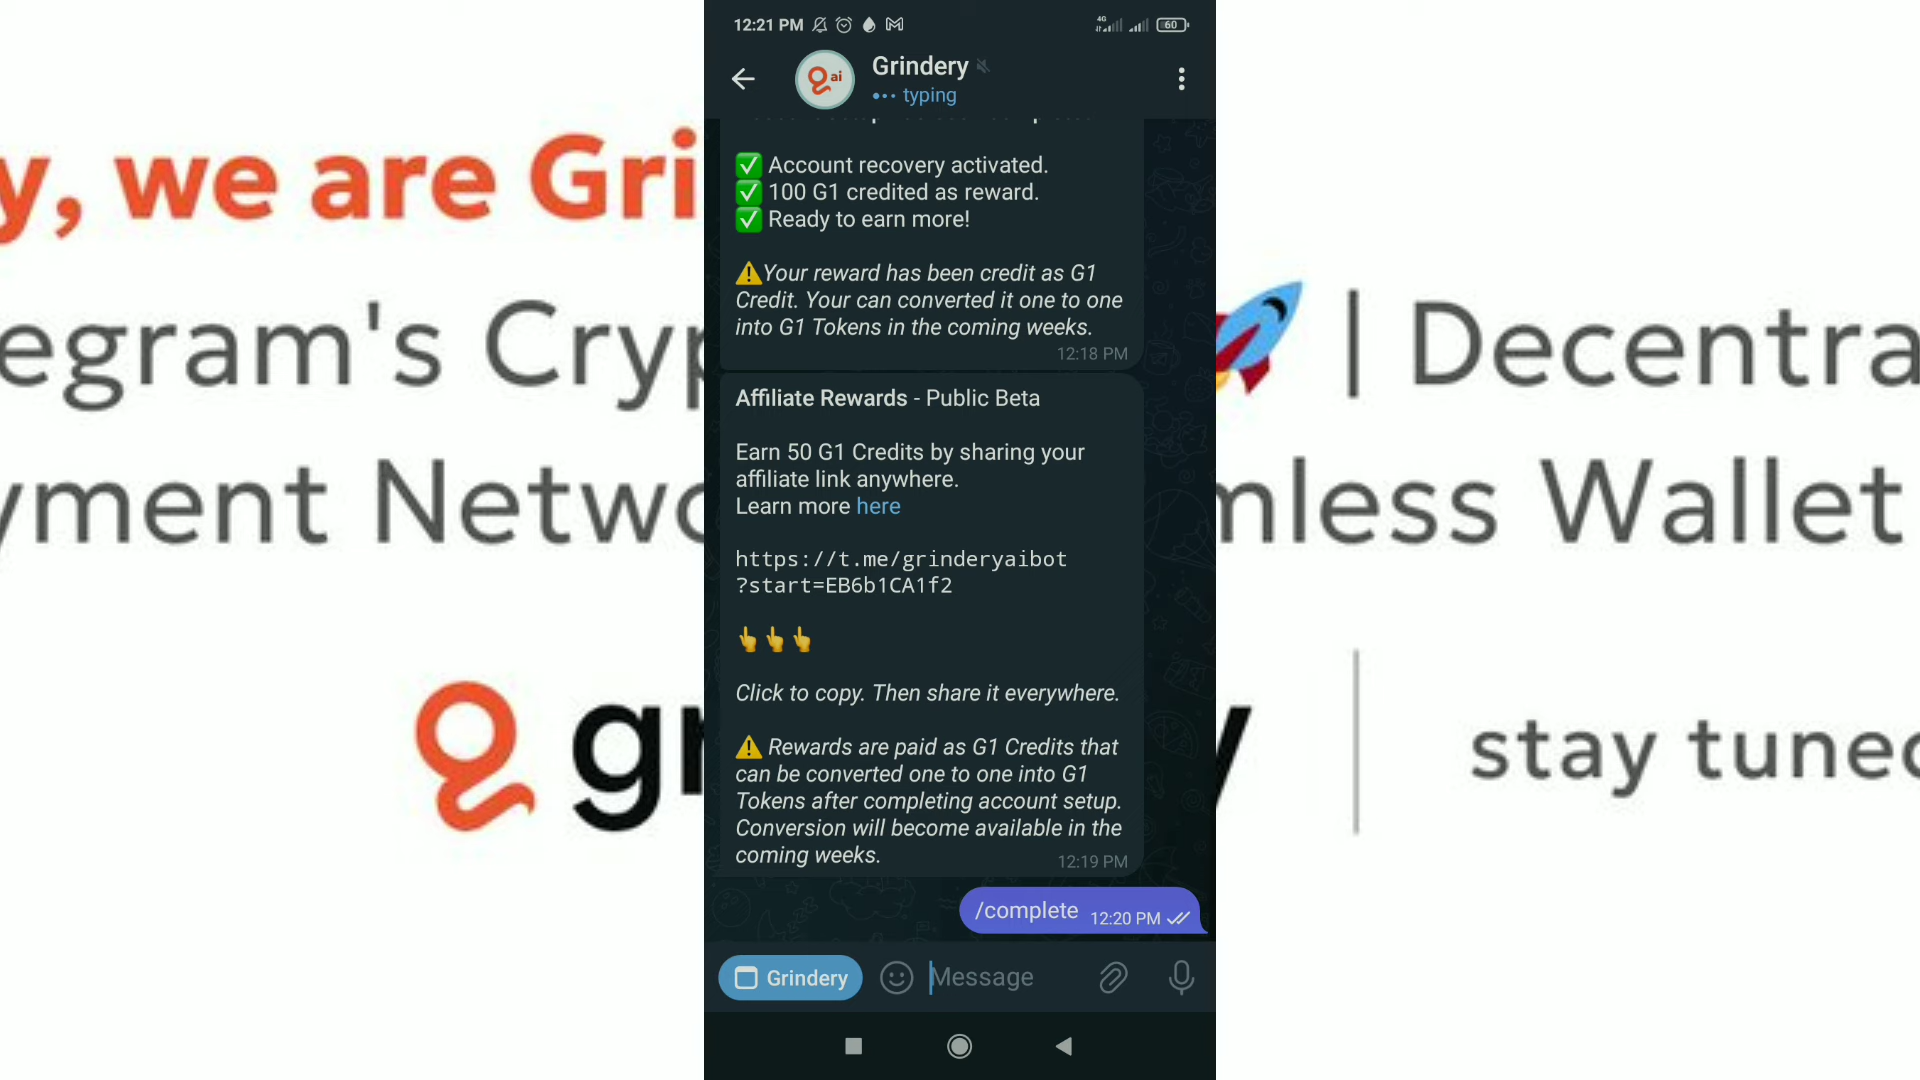 12:21 PM
4G
60
Grindery
typing
ai
Account recovery activated.
100 G1 credited as reward.
Ready to earn more!
Your reward has been credit as G1
Credit. Your can converted it one to one
into G1 Tokens in the coming weeks.
12:18 PM
Affiliate Rewards - Public Beta
Earn 50 G1 Credits by sharing your
affiliate link anywhere.
Learn more here
https://t.me/grinderyaibot
?start=EB6b1CA1f2
Click to copy. Then share it everywhere.
Rewards are paid as G1 Credits that
can be converted one to one into G1
Tokens after completing account setup.
Conversion will become available in the
coming weeks.
12:19 PM
/complete 12:20 PM
Grindery
Message
y, we are Gri
egram's Cryp
| Decentra
yment Netwo
mless Wallet
gr
y
stay tuned